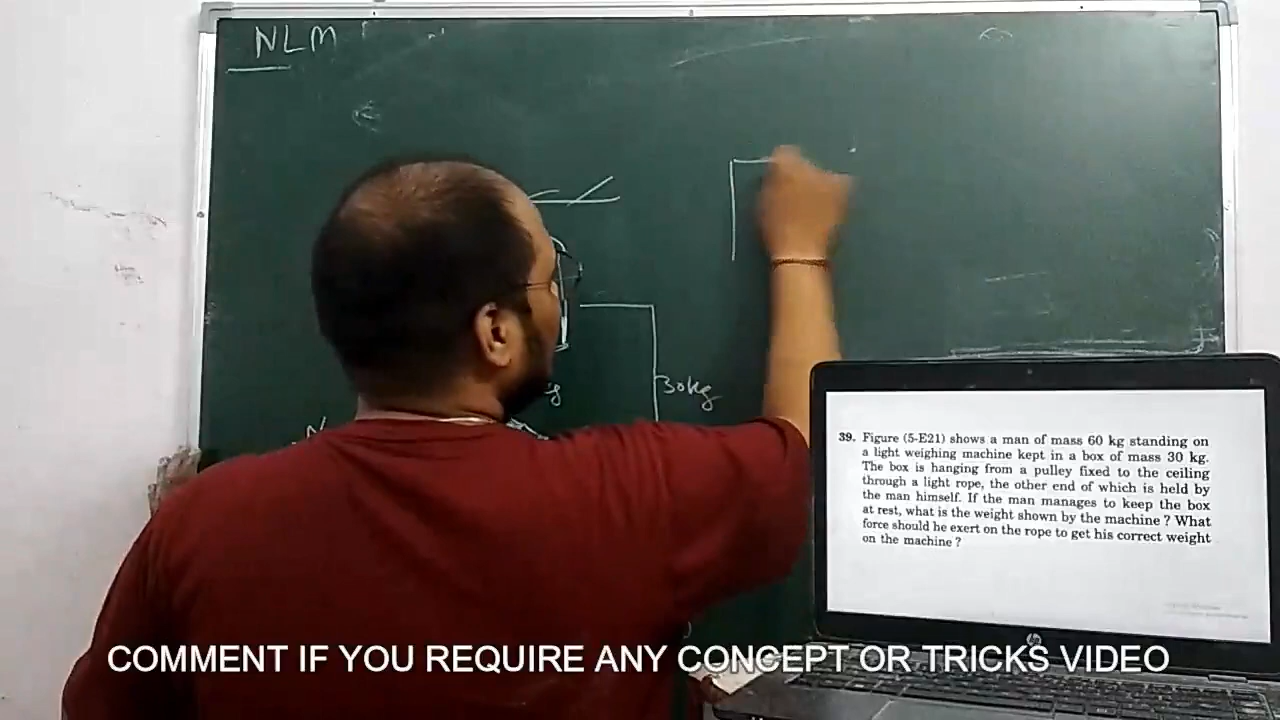 NLM
30kg
39. Figure (5-E21) shows a man of mass 60 kg standing on
a light weighing machine kept in a box of mass 30 kg.
The box is hanging from a pulley fixed to the ceiling
through a light rope, the other end of which is held by
the man himself. If the man manages to keep the box
at rest, what is the weight shown by the machine ? What
force should he exert on the rope to get his correct weight
on the machine ?
hp
COMMENT IF YOU REQUIRE ANY CONCEPT OR TRICKS VIDEO